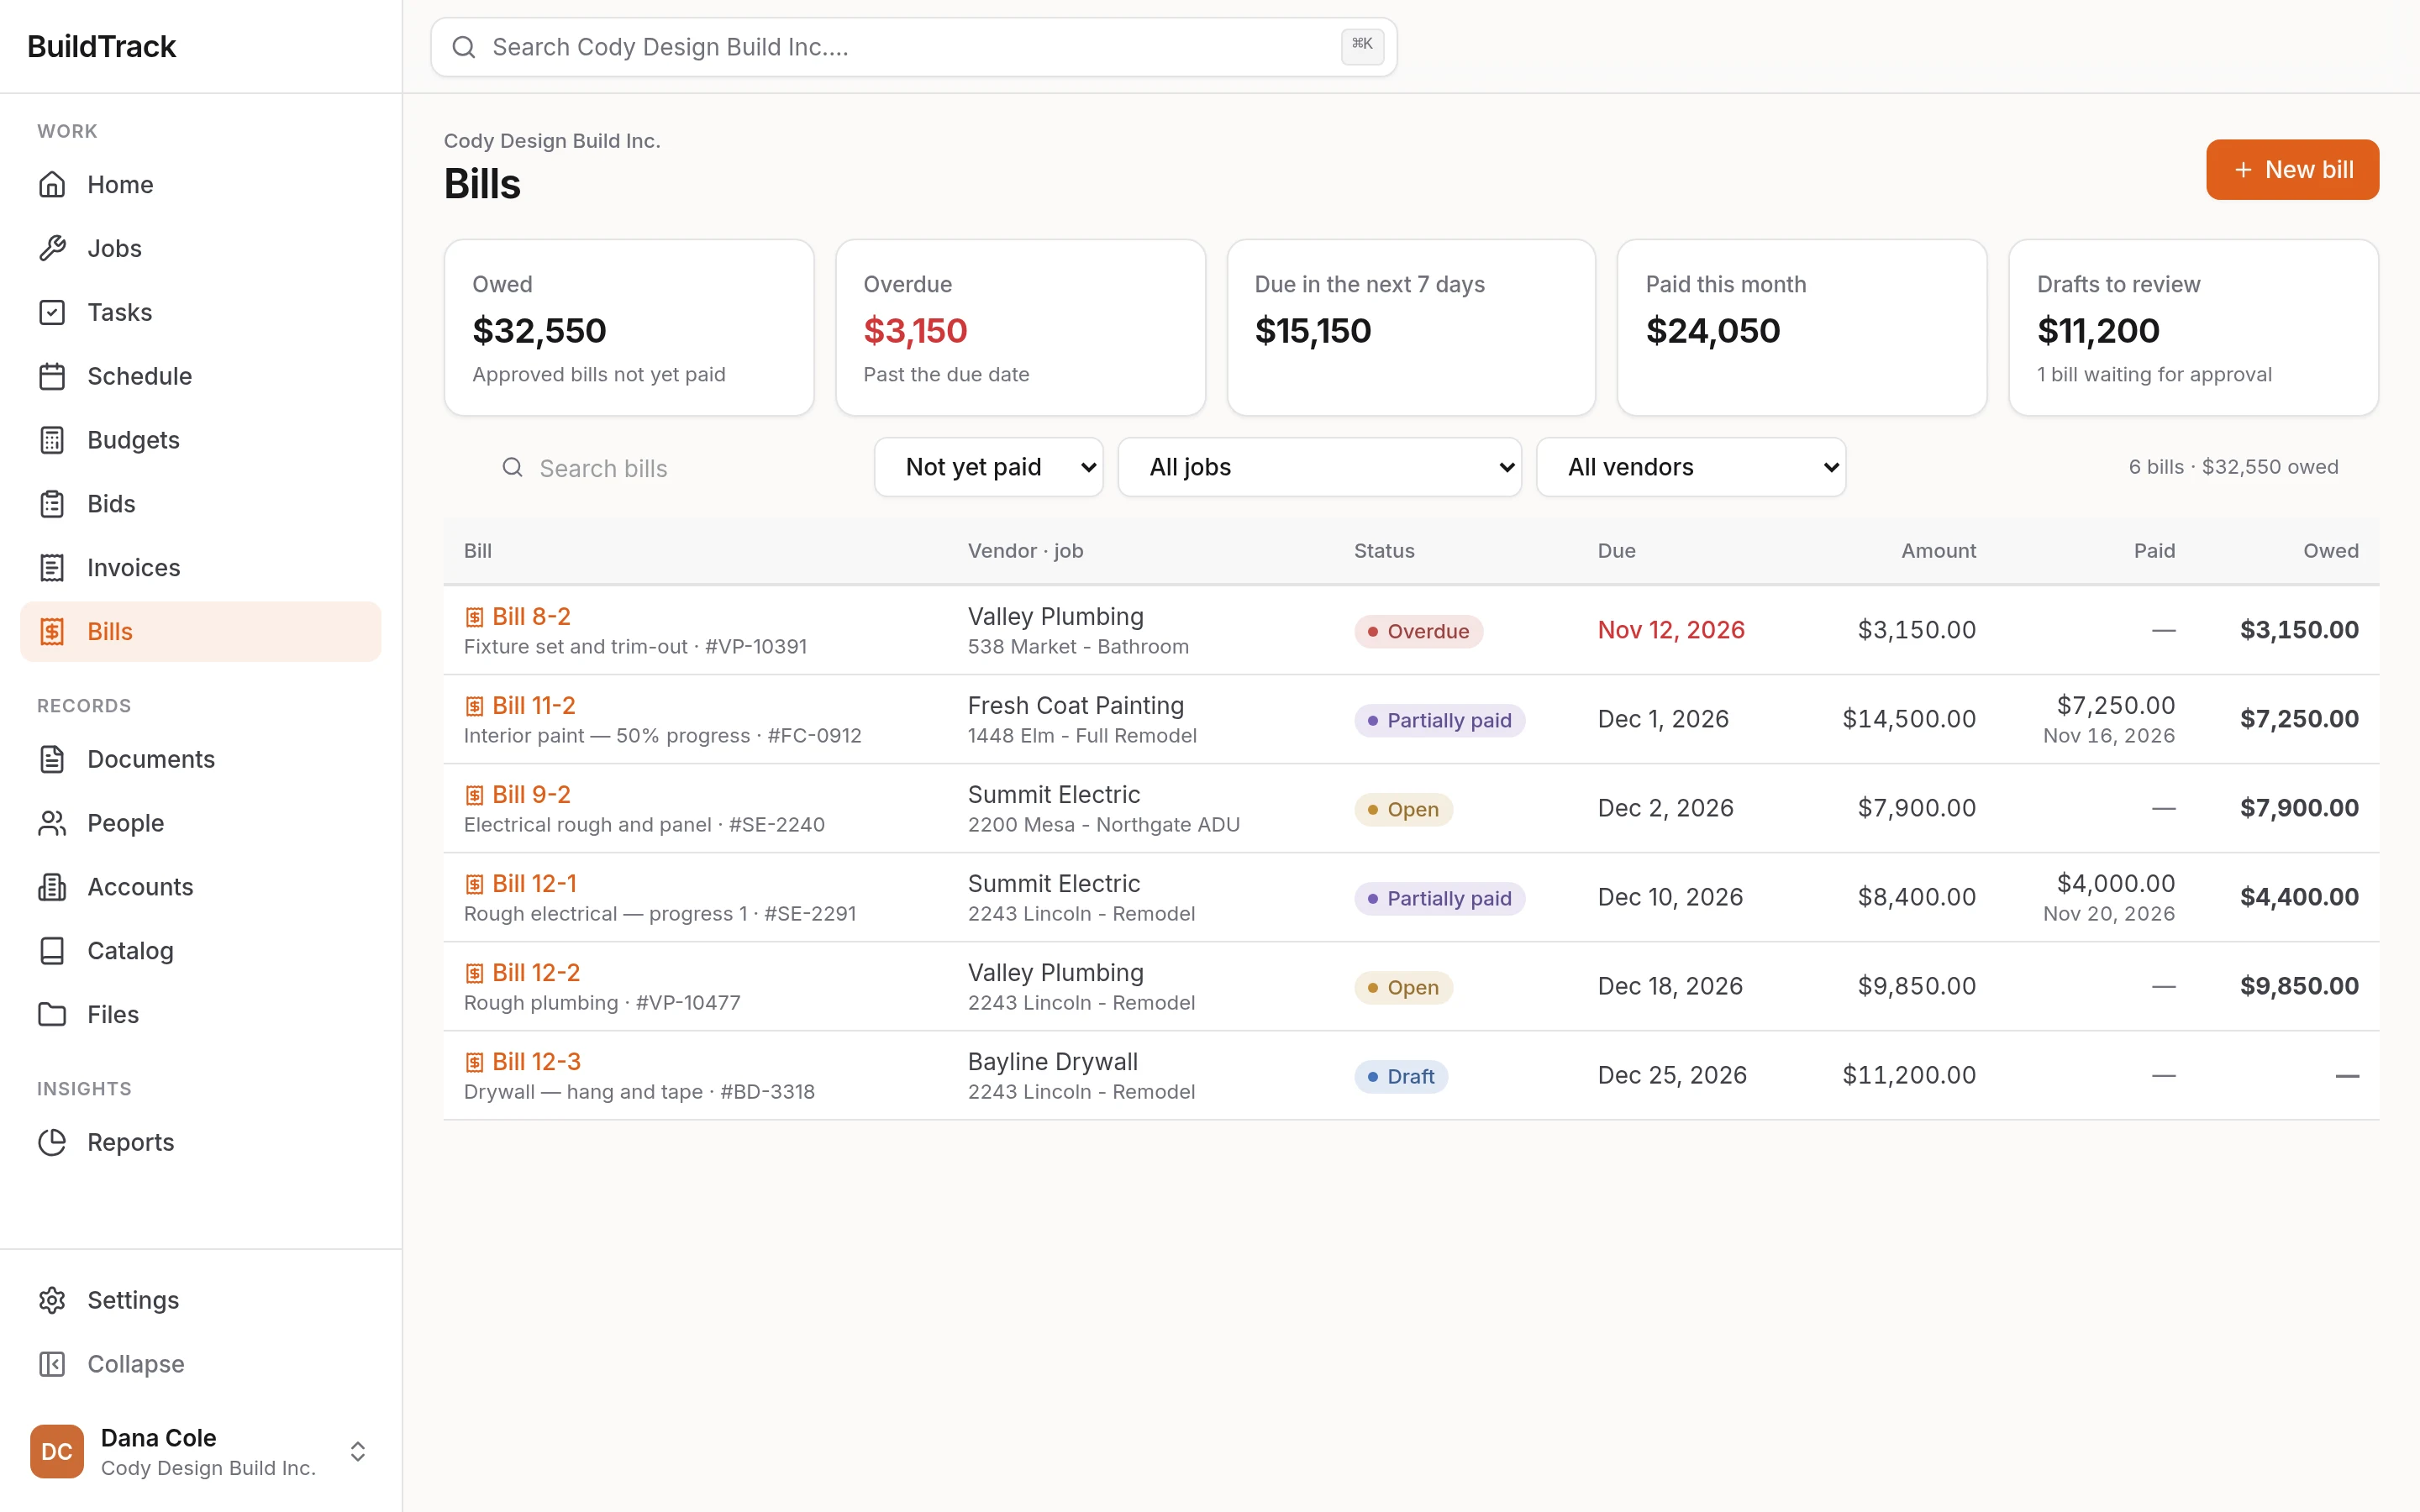 BuildTrack
Search Cody Design Build Inc....
⌘K
WORK
Home
Jobs
Tasks
Schedule
Budgets
Bids
Invoices
Bills
RECORDS
Documents
People
Accounts
Catalog
Files
INSIGHTS
Reports
Settings
Collapse
DC
Dana Cole
Cody Design Build Inc.
Cody Design Build Inc.
Bills
+ New bill
Owed
$32,550
Approved bills not yet paid
Overdue
$3,150
Past the due date
Due in the next 7 days
$15,150
Paid this month
$24,050
Drafts to review
$11,200
1 bill waiting for approval
Search bills
Not yet paid
All jobs
All vendors
6 bills · $32,550 owed
Bill Vendor · job Status Due Amount Paid Owed
Bill 8-2 Valley Plumbing Overdue Nov 12, 2026 $3,150.00 — $3,150.00
Fixture set and trim-out · #VP-10391 538 Market - Bathroom
Bill 11-2 Fresh Coat Painting Partially paid Dec 1, 2026 $14,500.00 $7,250.00 $7,250.00
Interior paint — 50% progress · #FC-0912 1448 Elm - Full Remodel Nov 16, 2026
Bill 9-2 Summit Electric Open Dec 2, 2026 $7,900.00 — $7,900.00
Electrical rough and panel · #SE-2240 2200 Mesa - Northgate ADU
Bill 12-1 Summit Electric Partially paid Dec 10, 2026 $8,400.00 $4,000.00 $4,400.00
Rough electrical — progress 1 · #SE-2291 2243 Lincoln - Remodel Nov 20, 2026
Bill 12-2 Valley Plumbing Open Dec 18, 2026 $9,850.00 — $9,850.00
Rough plumbing · #VP-10477 2243 Lincoln - Remodel
Bill 12-3 Bayline Drywall Draft Dec 25, 2026 $11,200.00 — —
Drywall — hang and tape · #BD-3318 2243 Lincoln - Remodel